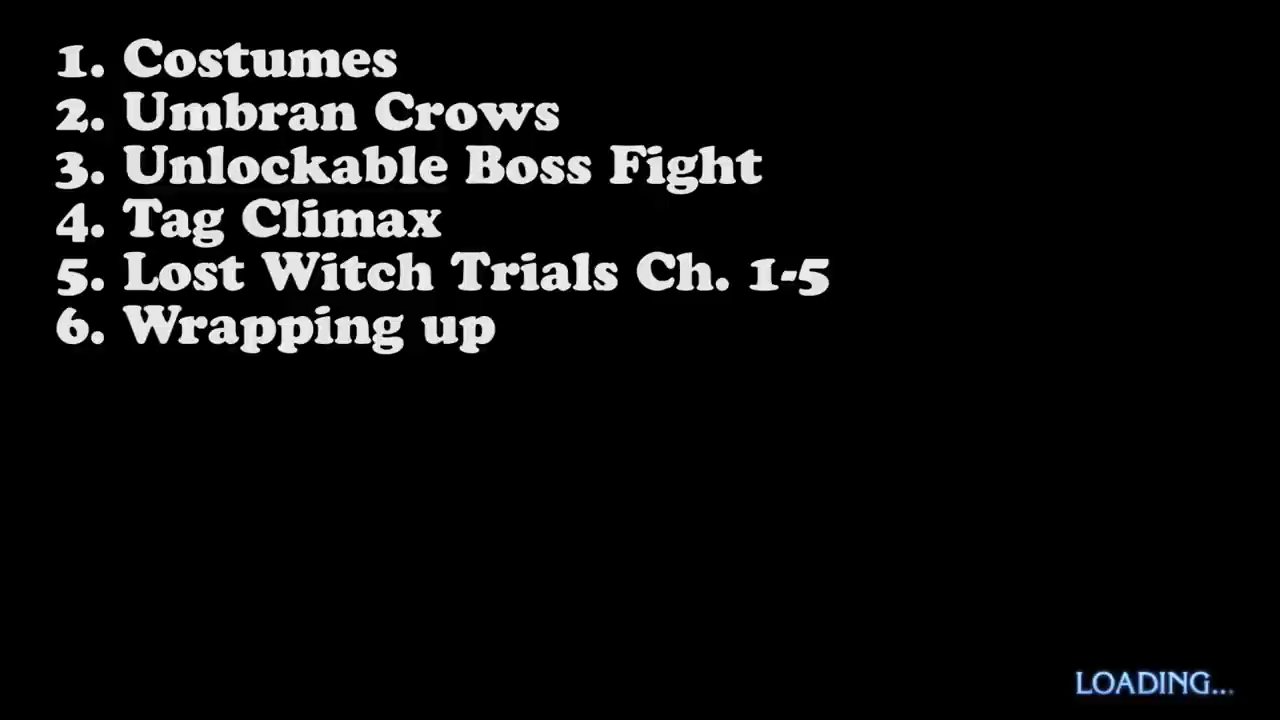 1. Costumes
2. Umbran Crows
3. Unlockable Boss Fight
4. Tag Climax
5. Lost Witch Trials Ch. 1-5
6. Wrapping up
LOADING...